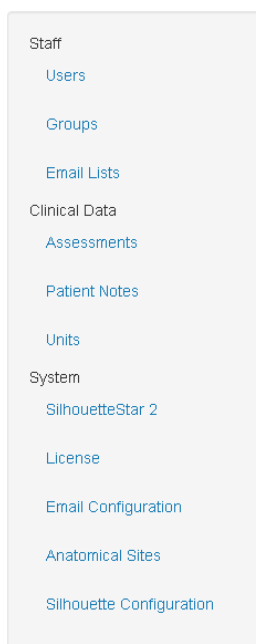 Staff
Users
Groups
Email Lists
Clinical Data
Assessments
Patient Notes
Units
System
SilhouetteStar 2
License
Email Configuration
Anatomical Sites
Silhouette Configuration